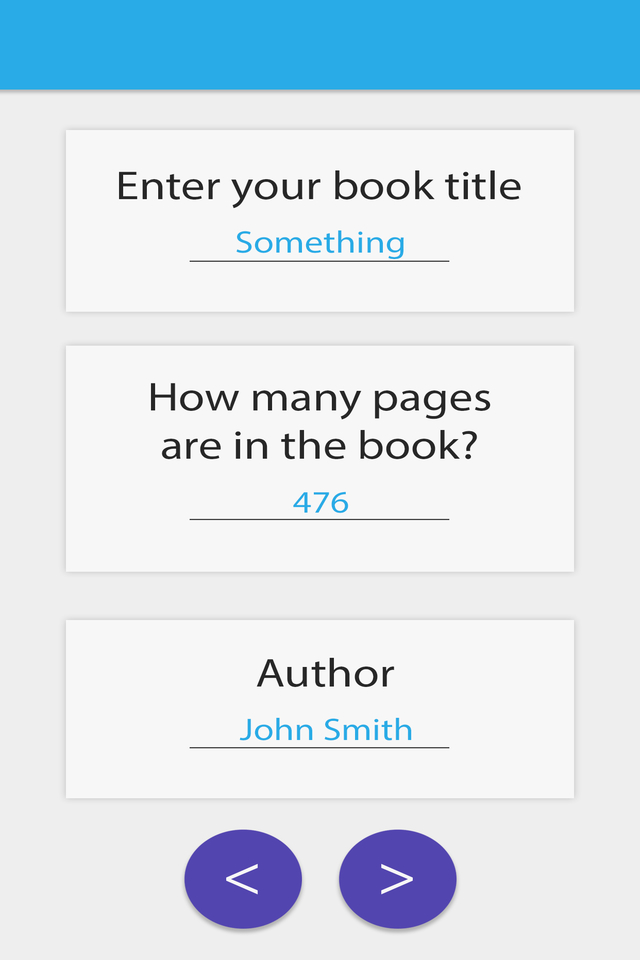 Enter your book title
Something
How many pages
are in the book?
476
Author
John Smith
< >